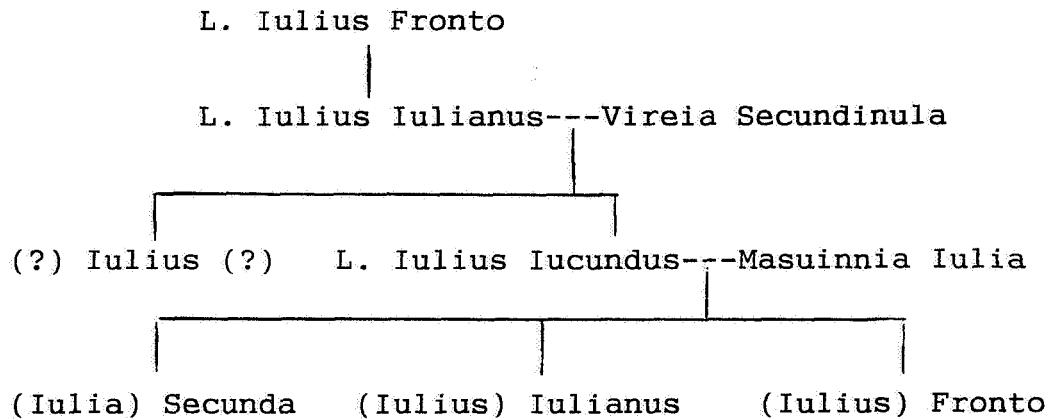 L. Iulius Fronto
L. Iulius Iulianus---Vireia Secundinula
(?) Iulius (?) L. Iulius Iucundus---Masuinnia Iulia
(Iulia) Secunda (Iulius) Iulianus (Iulius) Fronto